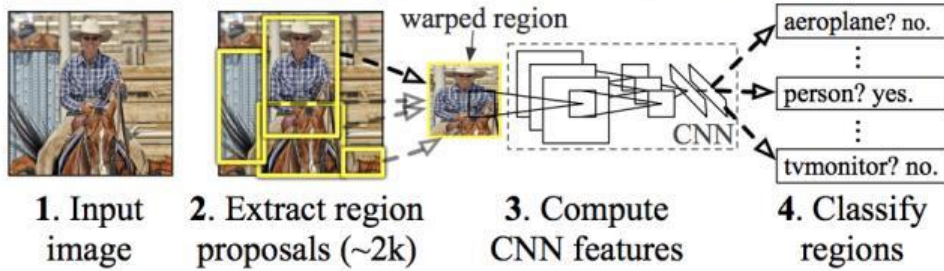 warped region
aeroplane? no.
person? yes.
CNN
tvmonitor? no.
1. Input
image
2. Extract region
proposals (~2k)
3. Compute
CNN features
4. Classify
regions